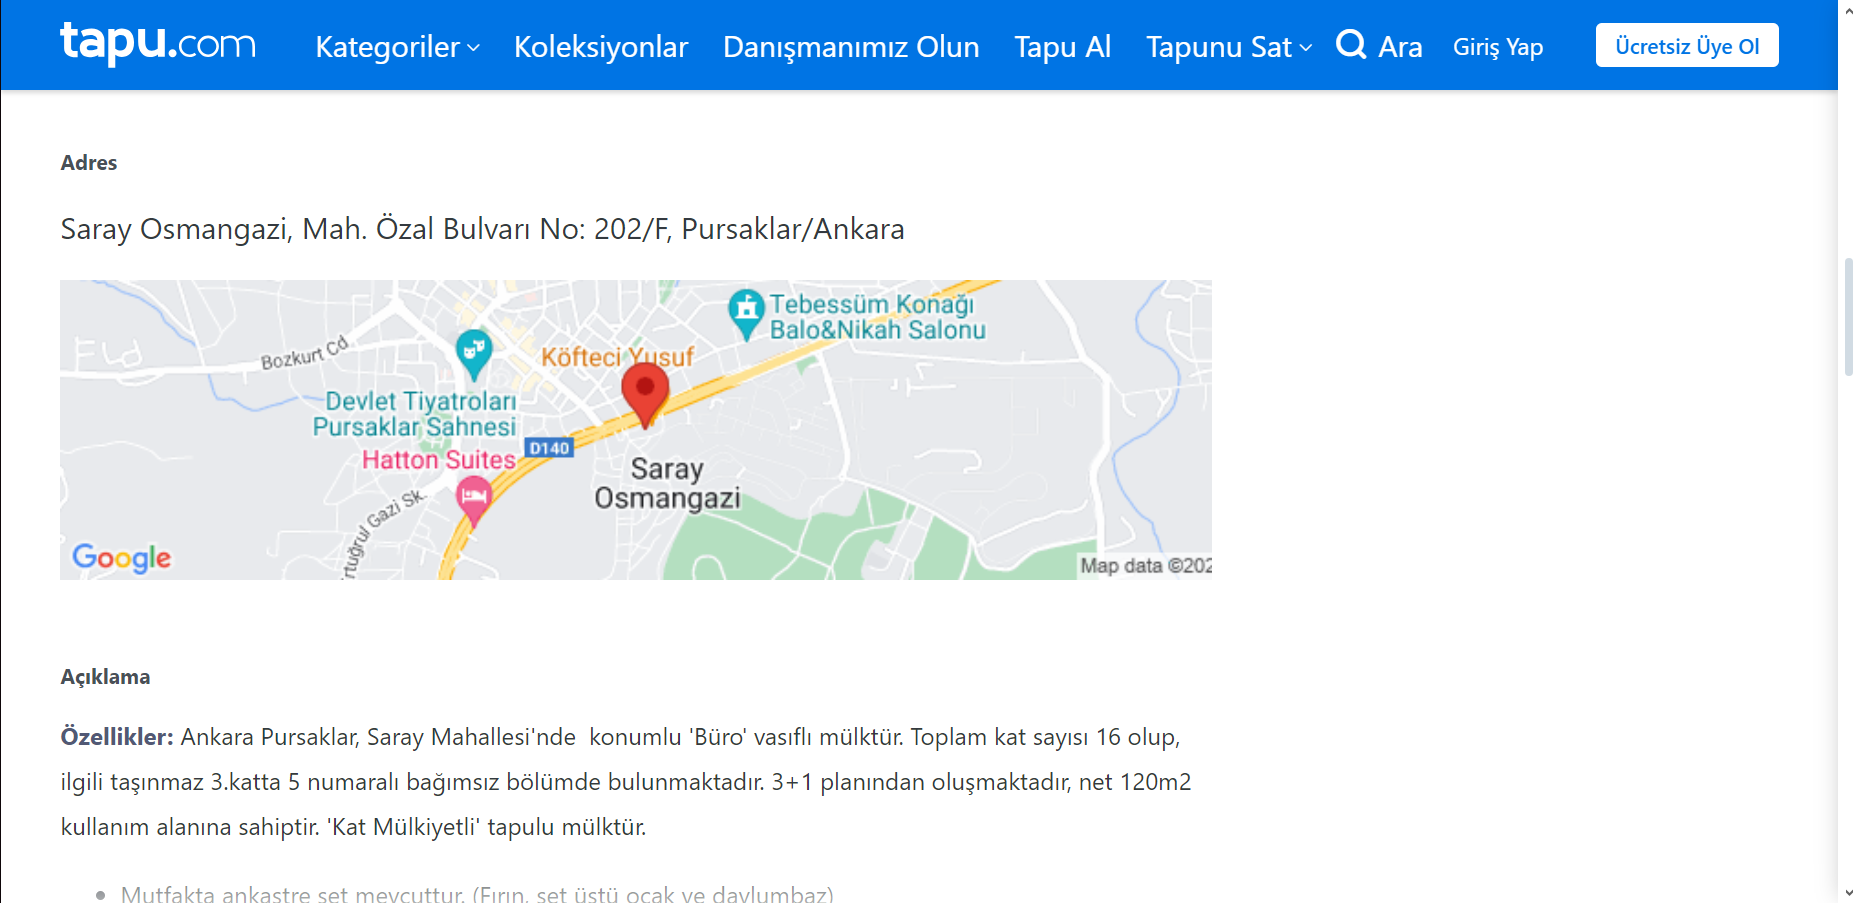 tapu.com
Kategoriler
Koleksiyonlar
Danışmanımız Olun
Tapu Al
Tapunu Sat
Ara
Giriş Yap
Ücretsiz Üye Ol
Adres
Saray Osmangazi, Mah. Özal Bulvarı No: 202/F, Pursaklar/Ankara
Tebessüm Konağı
Balo&Nikah Salonu
Bozkurt Cd.
Köfteci Yusuf
Devlet Tiyatroları
Pursaklar Sahnesi
D140
Hatton Suites
Saray
Osmangazi
rtuğrul Gazi Sk.
Google
Map data ©202
Açıklama
Özellikler: Ankara Pursaklar, Saray Mahallesi'nde  konumlu 'Büro' vasıflı mülktür. Toplam kat sayısı 16 olup,
ilgili taşınmaz 3.katta 5 numaralı bağımsız bölümde bulunmaktadır. 3+1 planından oluşmaktadır, net 120m2
kullanım alanına sahiptir. 'Kat Mülkiyetli' tapulu mülktür.
• Mutfakta ankastre set mevcuttur. (Fırın, set üstü ocak ve davlumbaz)